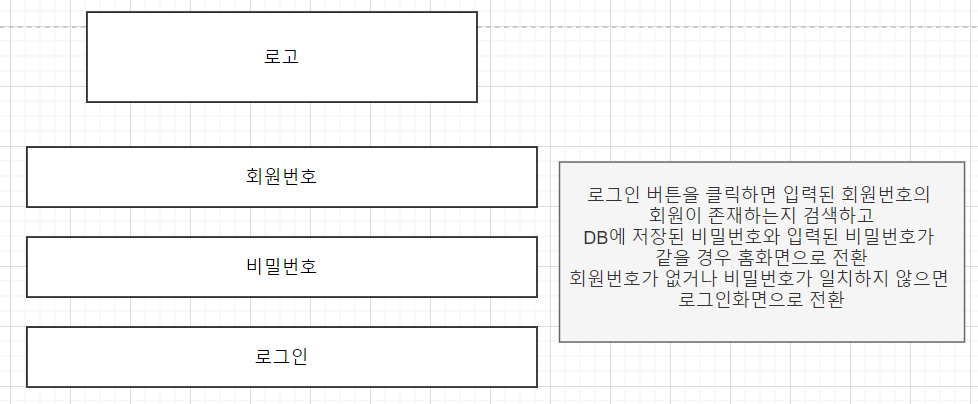 로고
회원번호
비밀번호
로그인
로그인 버튼을 클릭하면 입력된 회원번호의
회원이 존재하는지 검색하고
DB에 저장된 비밀번호와 입력된 비밀번호가
같을 경우 홈화면으로 전환
회원번호가 없거나 비밀번호가 일치하지 않으면
로그인화면으로 전환